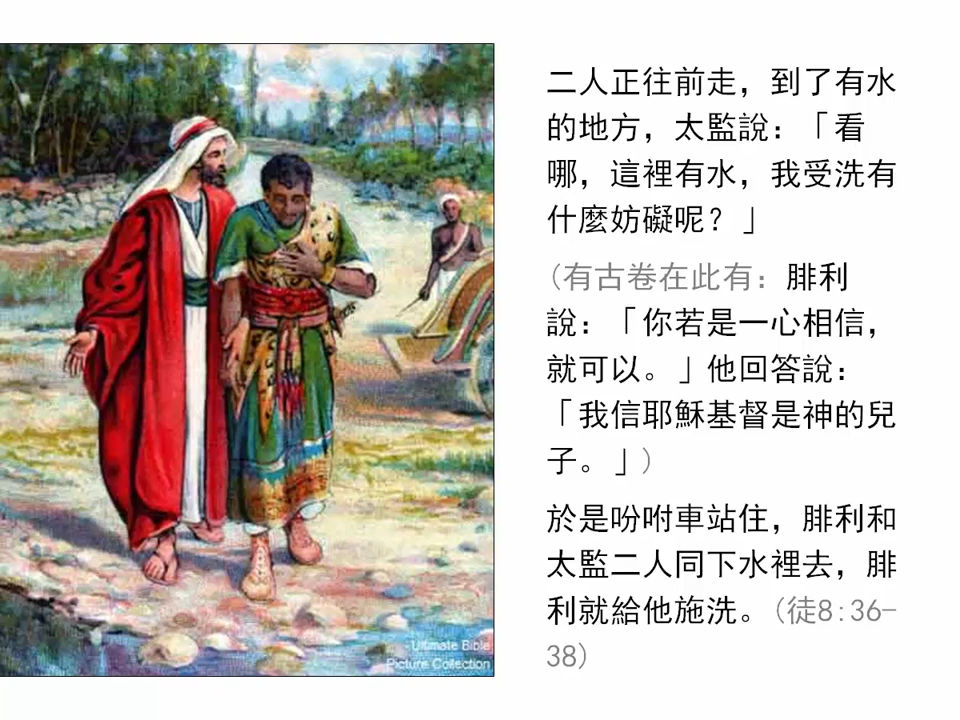 二人正往前走，到了有水
的地方，太監說：「看
哪，這裡有水，我受洗有
什麼妨礙呢？」
(有古卷在此有：腓利
說：「你若是一心相信，
就可以。」他回答說：
「我信耶穌基督是神的兒
子。」)
於是吩咐車站住，腓利和
太監二人同下水裡去，腓
利就給他施洗。(徒8:36-
38)
Ultimate Bible
Picture Collection